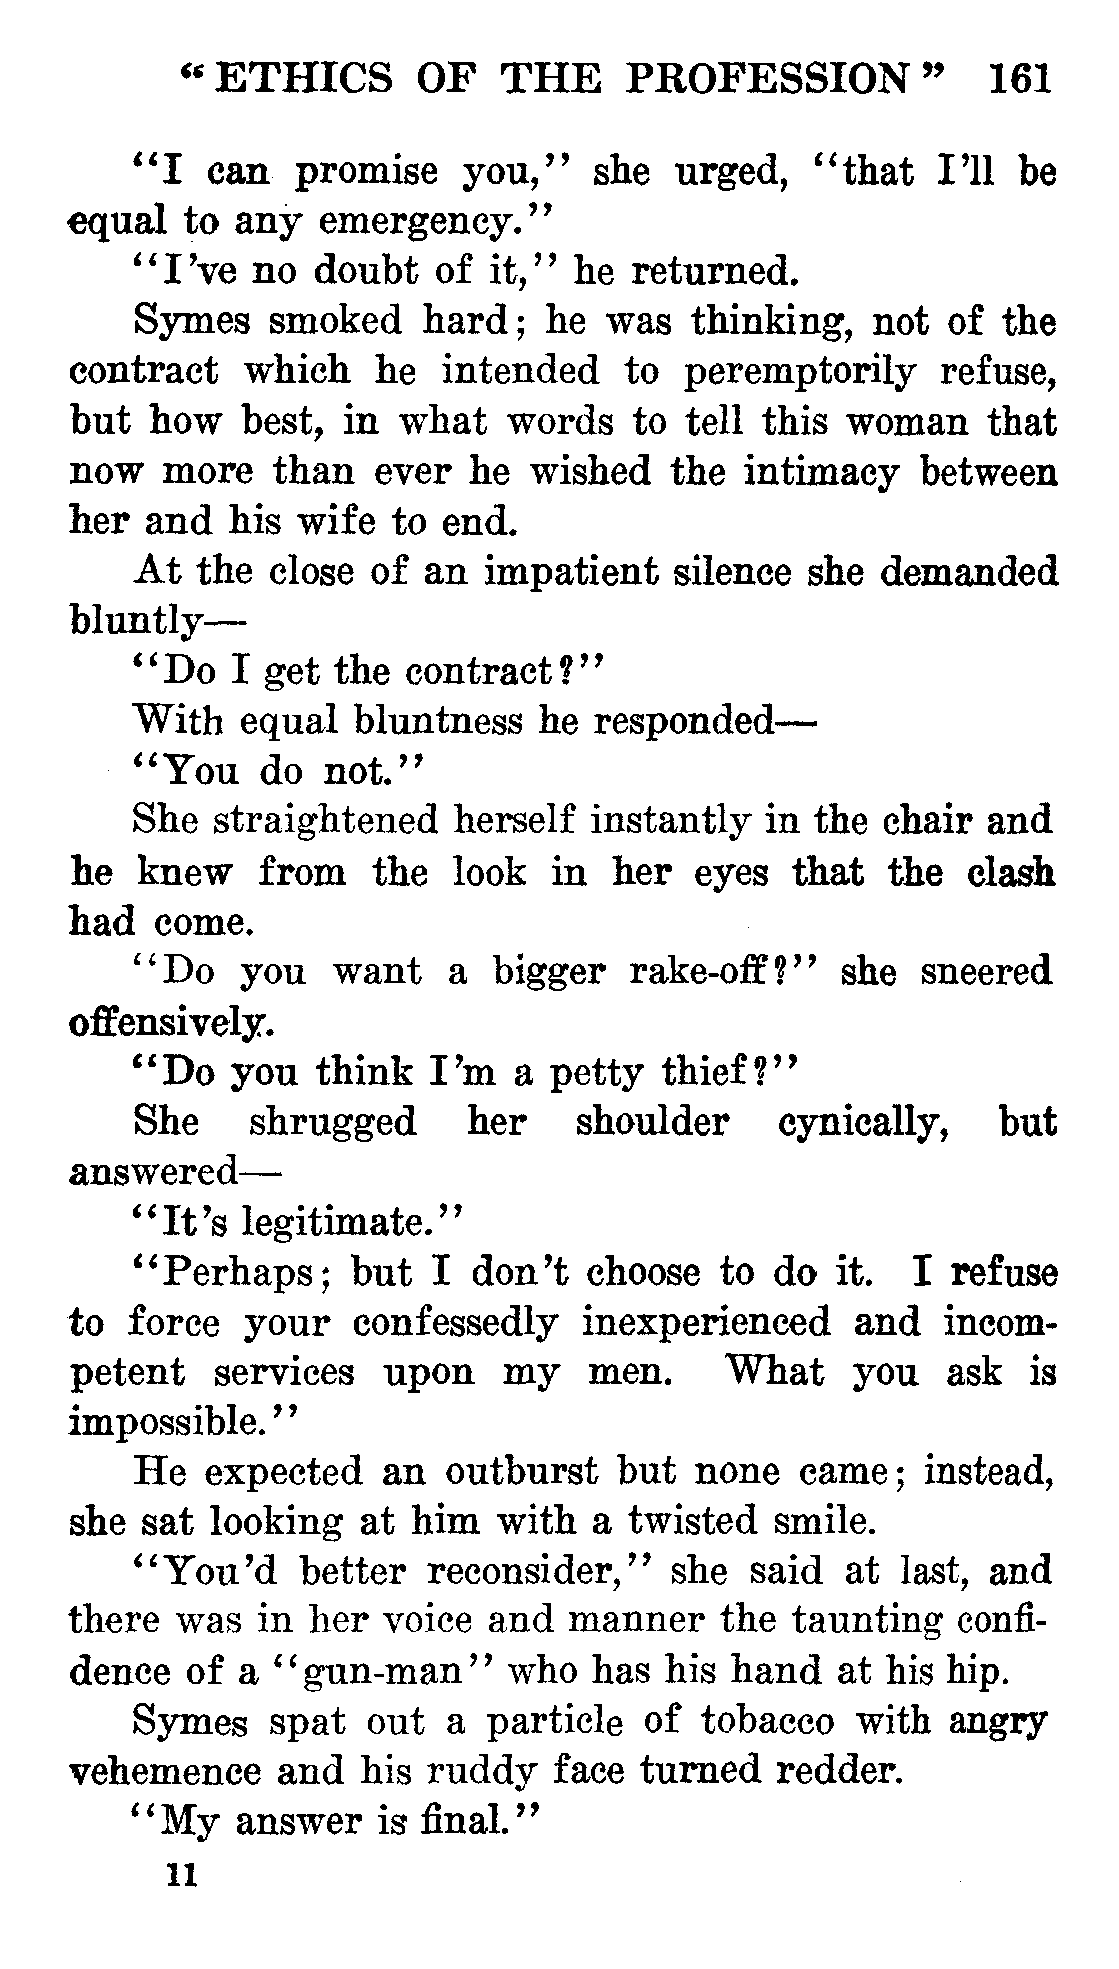 “ETHICS OF THE PROFESSION” 161
“I can promise you,” she urged, “that I’ll be
equal to any emergency.”
“I’ve no doubt of it,” he returned.
Symes smoked hard; he was thinking, not of the
contract which he intended to peremptorily refuse,
but how best, in what words to tell this woman that
now more than ever he wished the intimacy between
her and his wife to end.
At the close of an impatient silence she demanded
bluntly—
“Do I get the contract?”
With equal bluntness he responded—
“You do not.”
She straightened herself instantly in the chair and
he knew from the look in her eyes that the clash
had come.
“Do you want a bigger rake-off?” she sneered
offensively.
“Do you think I’m a petty thief?”
She shrugged her shoulder cynically, but
answered—
“It’s legitimate.”
“Perhaps; but I don’t choose to do it. I refuse
to force your confessedly inexperienced and incom-
petent services upon my men. What you ask is
impossible.”
He expected an outburst but none came; instead,
she sat looking at him with a twisted smile.
“You’d better reconsider,” she said at last, and
there was in her voice and manner the taunting confi-
dence of a “gun-man” who has his hand at his hip.
Symes spat out a particle of tobacco with angry
vehemence and his ruddy face turned redder.
“My answer is final.”
11